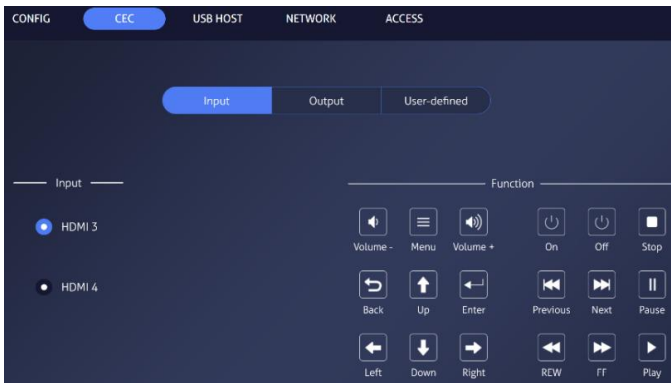 CONFIG CEC USB HOST NETWORK ACCESS
Input Output User-defined
Input
HDMI 3
HDMI 4
Function
Volume - Menu Volume + On Off Stop
Back Up Enter Previous Next Pause
Left Down Right REW FF Play